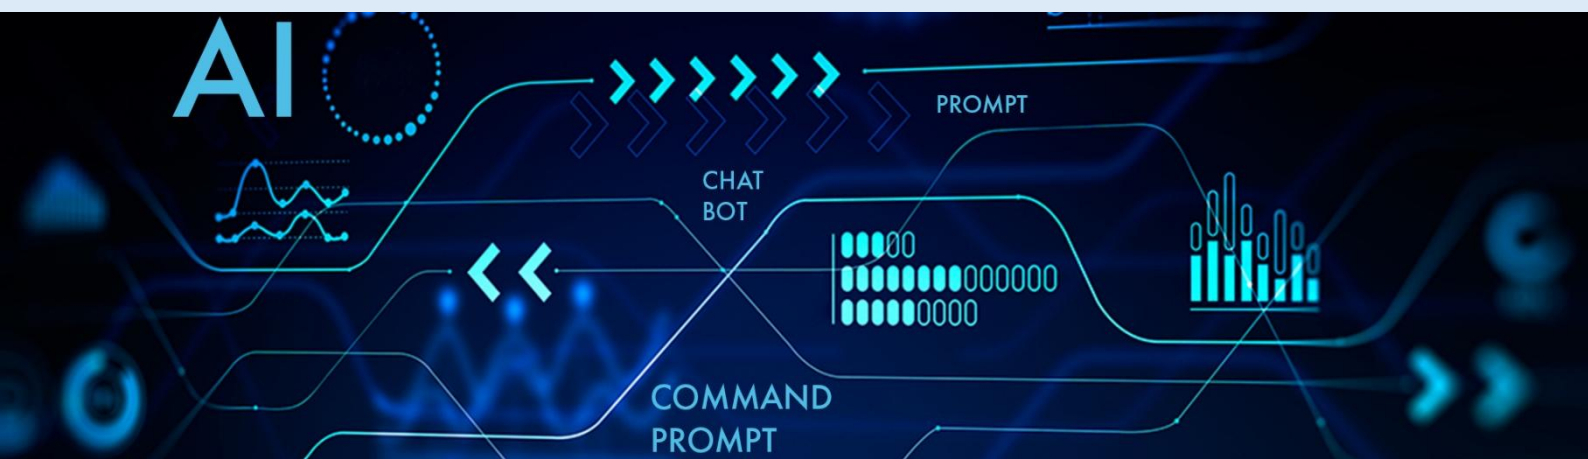 AI
PROMPT
CHAT
BOT
COMMAND
PROMPT